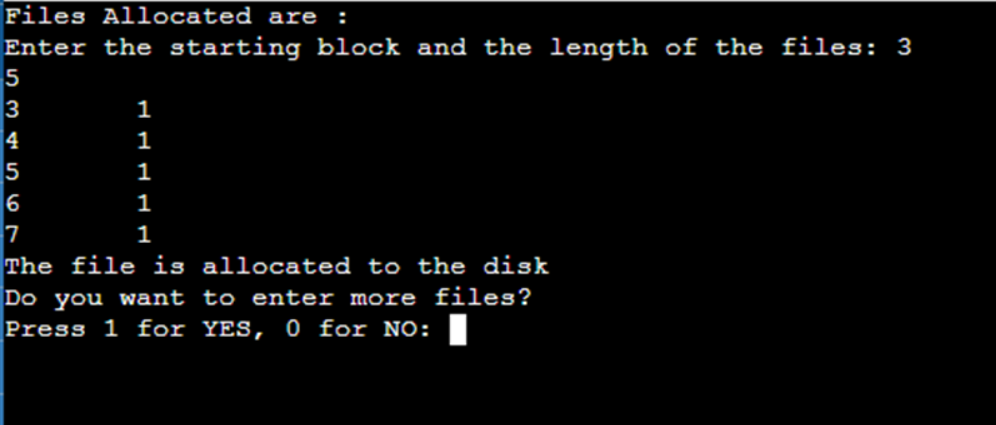 Files Allocated are :
Enter the starting block and the length of the files: 3
5
3 1
4 1
5 1
6 1
7 1
The file is allocated to the disk
Do you want to enter more files?
Press 1 for YES, 0 for NO: